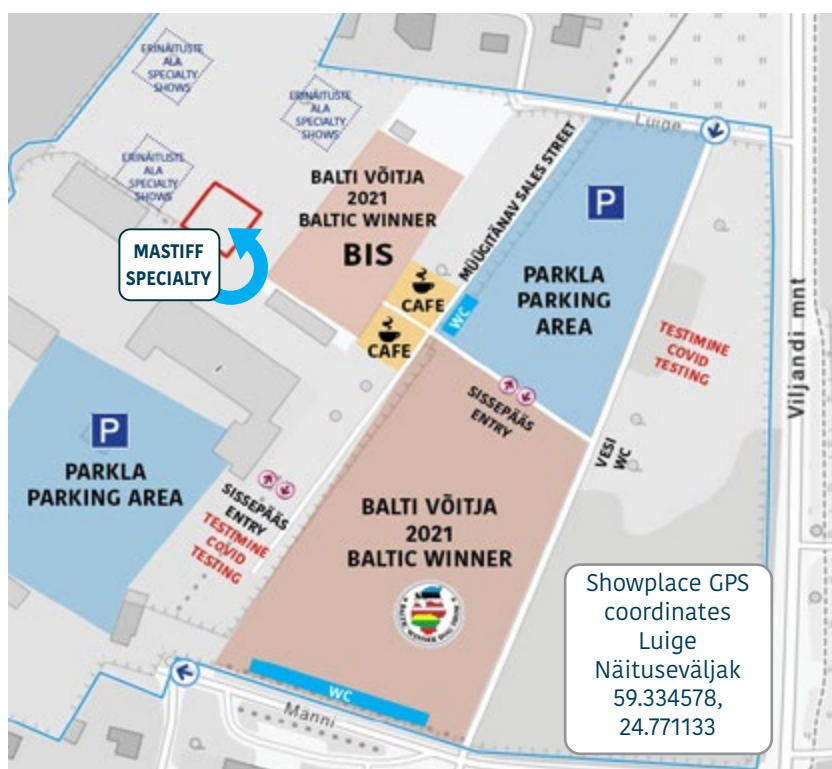 ERINÄITUSTE
ALA
SPECIALTY
SHOWS
ERINÄITUSTE
ALA
SPECIALTY
SHOWS
ERINÄITUSTE
ALA
SPECIALTY
SHOWS
Luige
MÜÜGITÄNAV SALES STREET
BALTI VÕITJA
2021
BALTIC WINNER
BIS
P
PARKLA
PARKING
AREA
MASTIFF
SPECIALTY
CAFE
WC
CAFE
TESTIMINE
COVID
TESTING
Viljandi mnt
SISSEPÄÄS
ENTRY
VESI
WC
P
PARKLA
PARKING AREA
SISSEPÄÄS
ENTRY
TESTIMINE
COVID
TESTING
BALTI VÕITJA
2021
BALTIC WINNER
WC
Männi
Showplace GPS
coordinates
Luige
Näituseväljak
59.334578,
24.771133